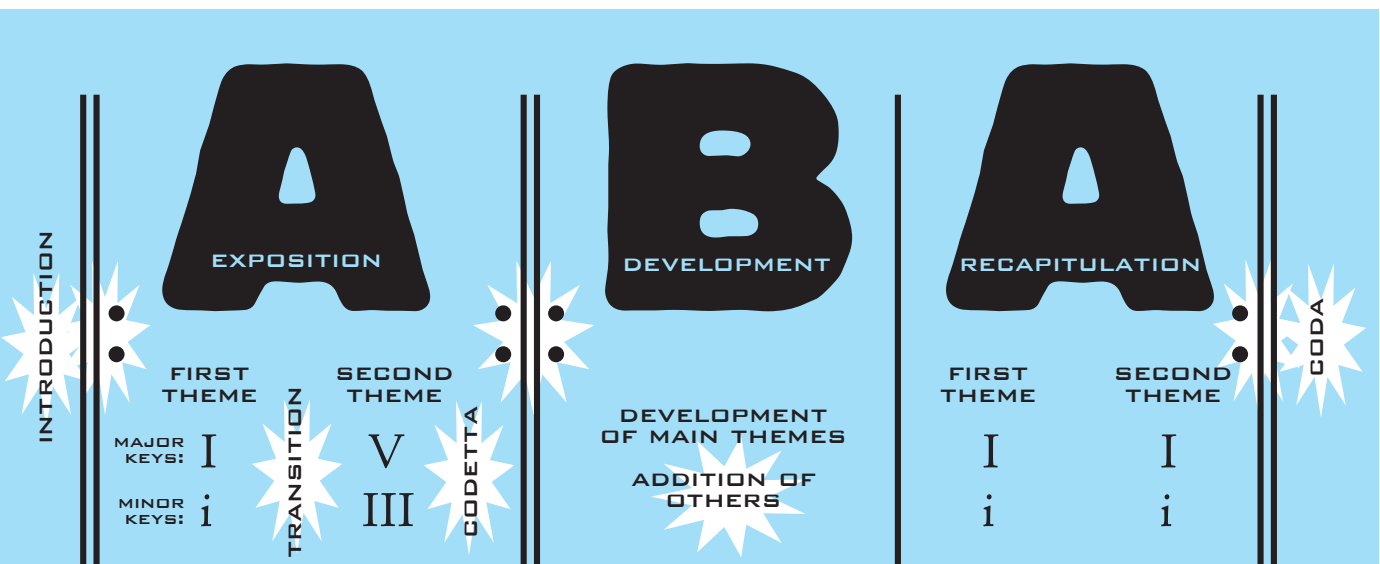 INTRODUCTION
A
EXPOSITION
FIRST
THEME
TRANSITION
SECOND
THEME
CODETTA
MAJOR
KEYS: I V
MINOR
KEYS: i III
B
DEVELOPMENT
DEVELOPMENT
OF MAIN THEMES
ADDITION OF
OTHERS
A
RECAPITULATION
FIRST
THEME
SECOND
THEME
I I
i i
CODA